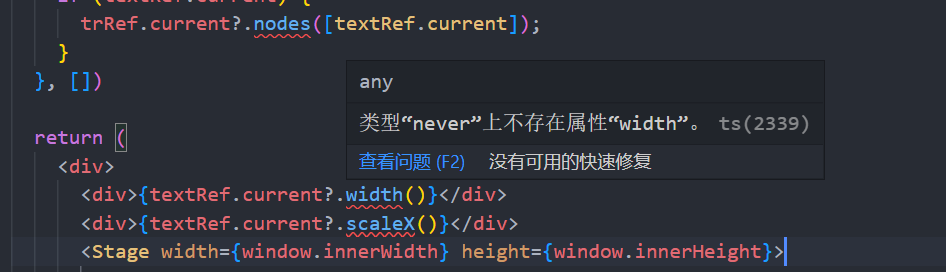 if (textRef.current) {
trRef.current?.nodes([textRef.current]);
}
}, [])
any
类型“never”上不存在属性“width”。 ts(2339)
查看问题 (F2) 没有可用的快速修复
return (
<div>
<div>{textRef.current?.width()}</div>
<div>{textRef.current?.scaleX()}</div>
<Stage width={window.innerWidth} height={window.innerHeight}>